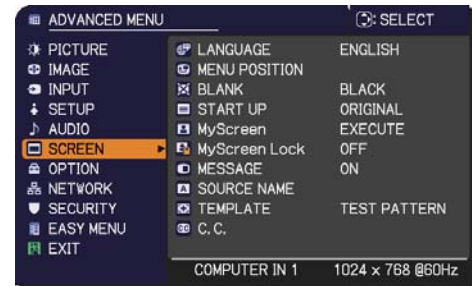 ADVANCED MENU : SELECT
PICTURE LANGUAGE ENGLISH
IMAGE MENU POSITION
INPUT BLANK BLACK
SETUP START UP ORIGINAL
AUDIO MyScreen EXECUTE
SCREEN MyScreen Lock OFF
OPTION MESSAGE ON
NETWORK SOURCE NAME
SECURITY TEMPLATE TEST PATTERN
EASY MENU C.C.
EXIT
COMPUTER IN 1 1024 x 768 @60Hz